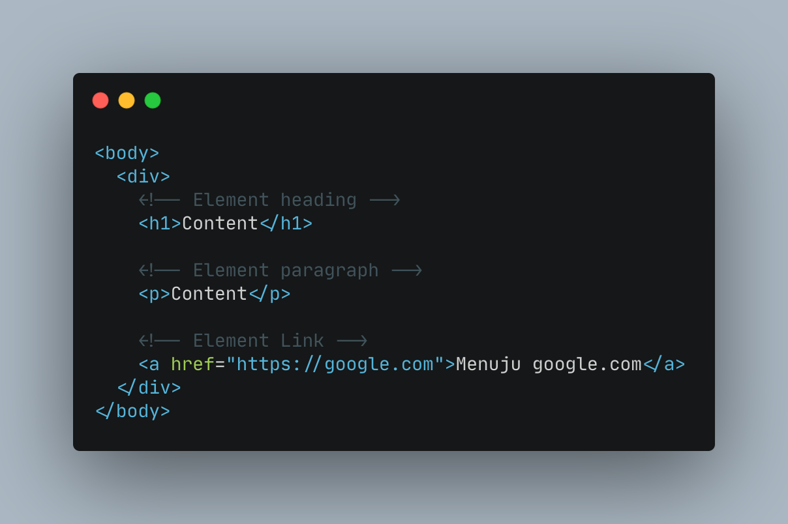 <body>
<div>
<!-- Element heading -->
<h1>Content</h1>
<!-- Element paragraph -->
<p>Content</p>
<!-- Element Link -->
<a href="https://google.com">Menuju google.com</a>
</div>
</body>